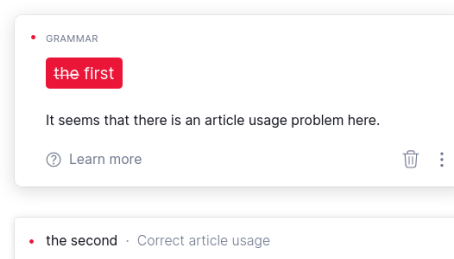 GRAMMAR
the first
It seems that there is an article usage problem here.
Learn more
the second · Correct article usage